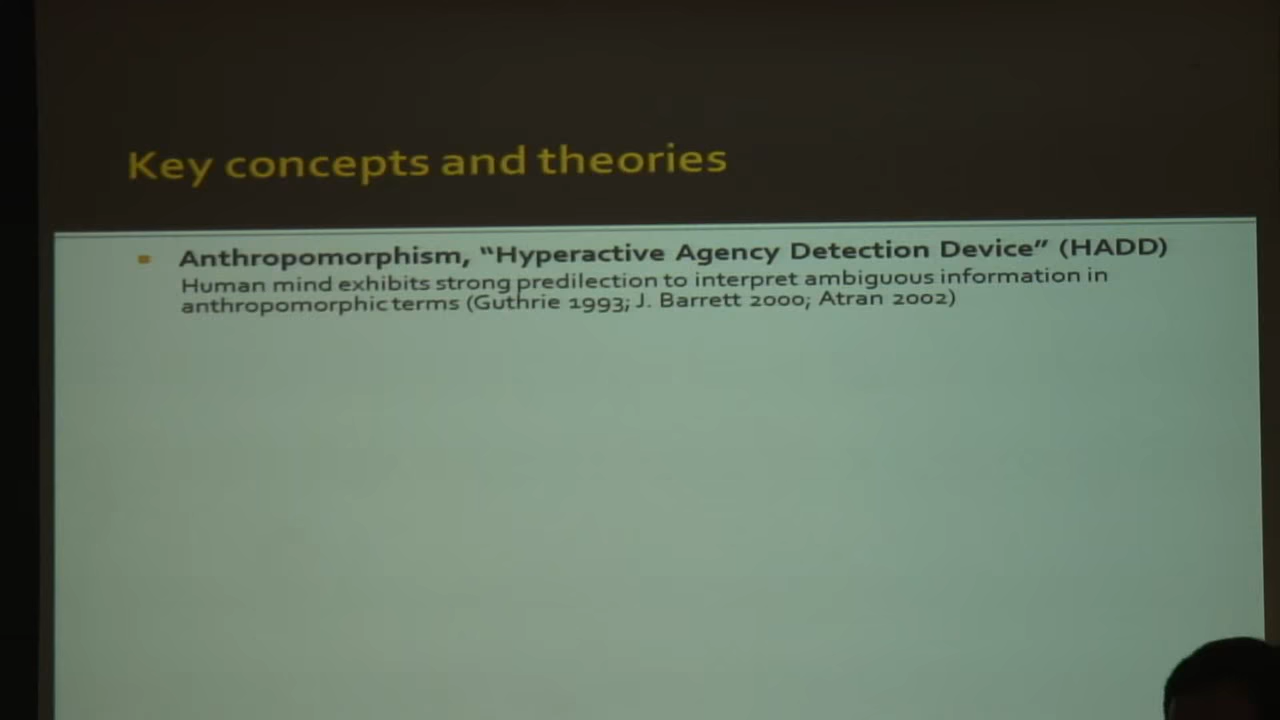 Key concepts and theories
Anthropomorphism, “Hyperactive Agency Detection Device” (HADD)
Human mind exhibits strong predilection to interpret ambiguous information in
anthropomorphic terms (Guthrie 1993; J. Barrett 2000; Atran 2002)